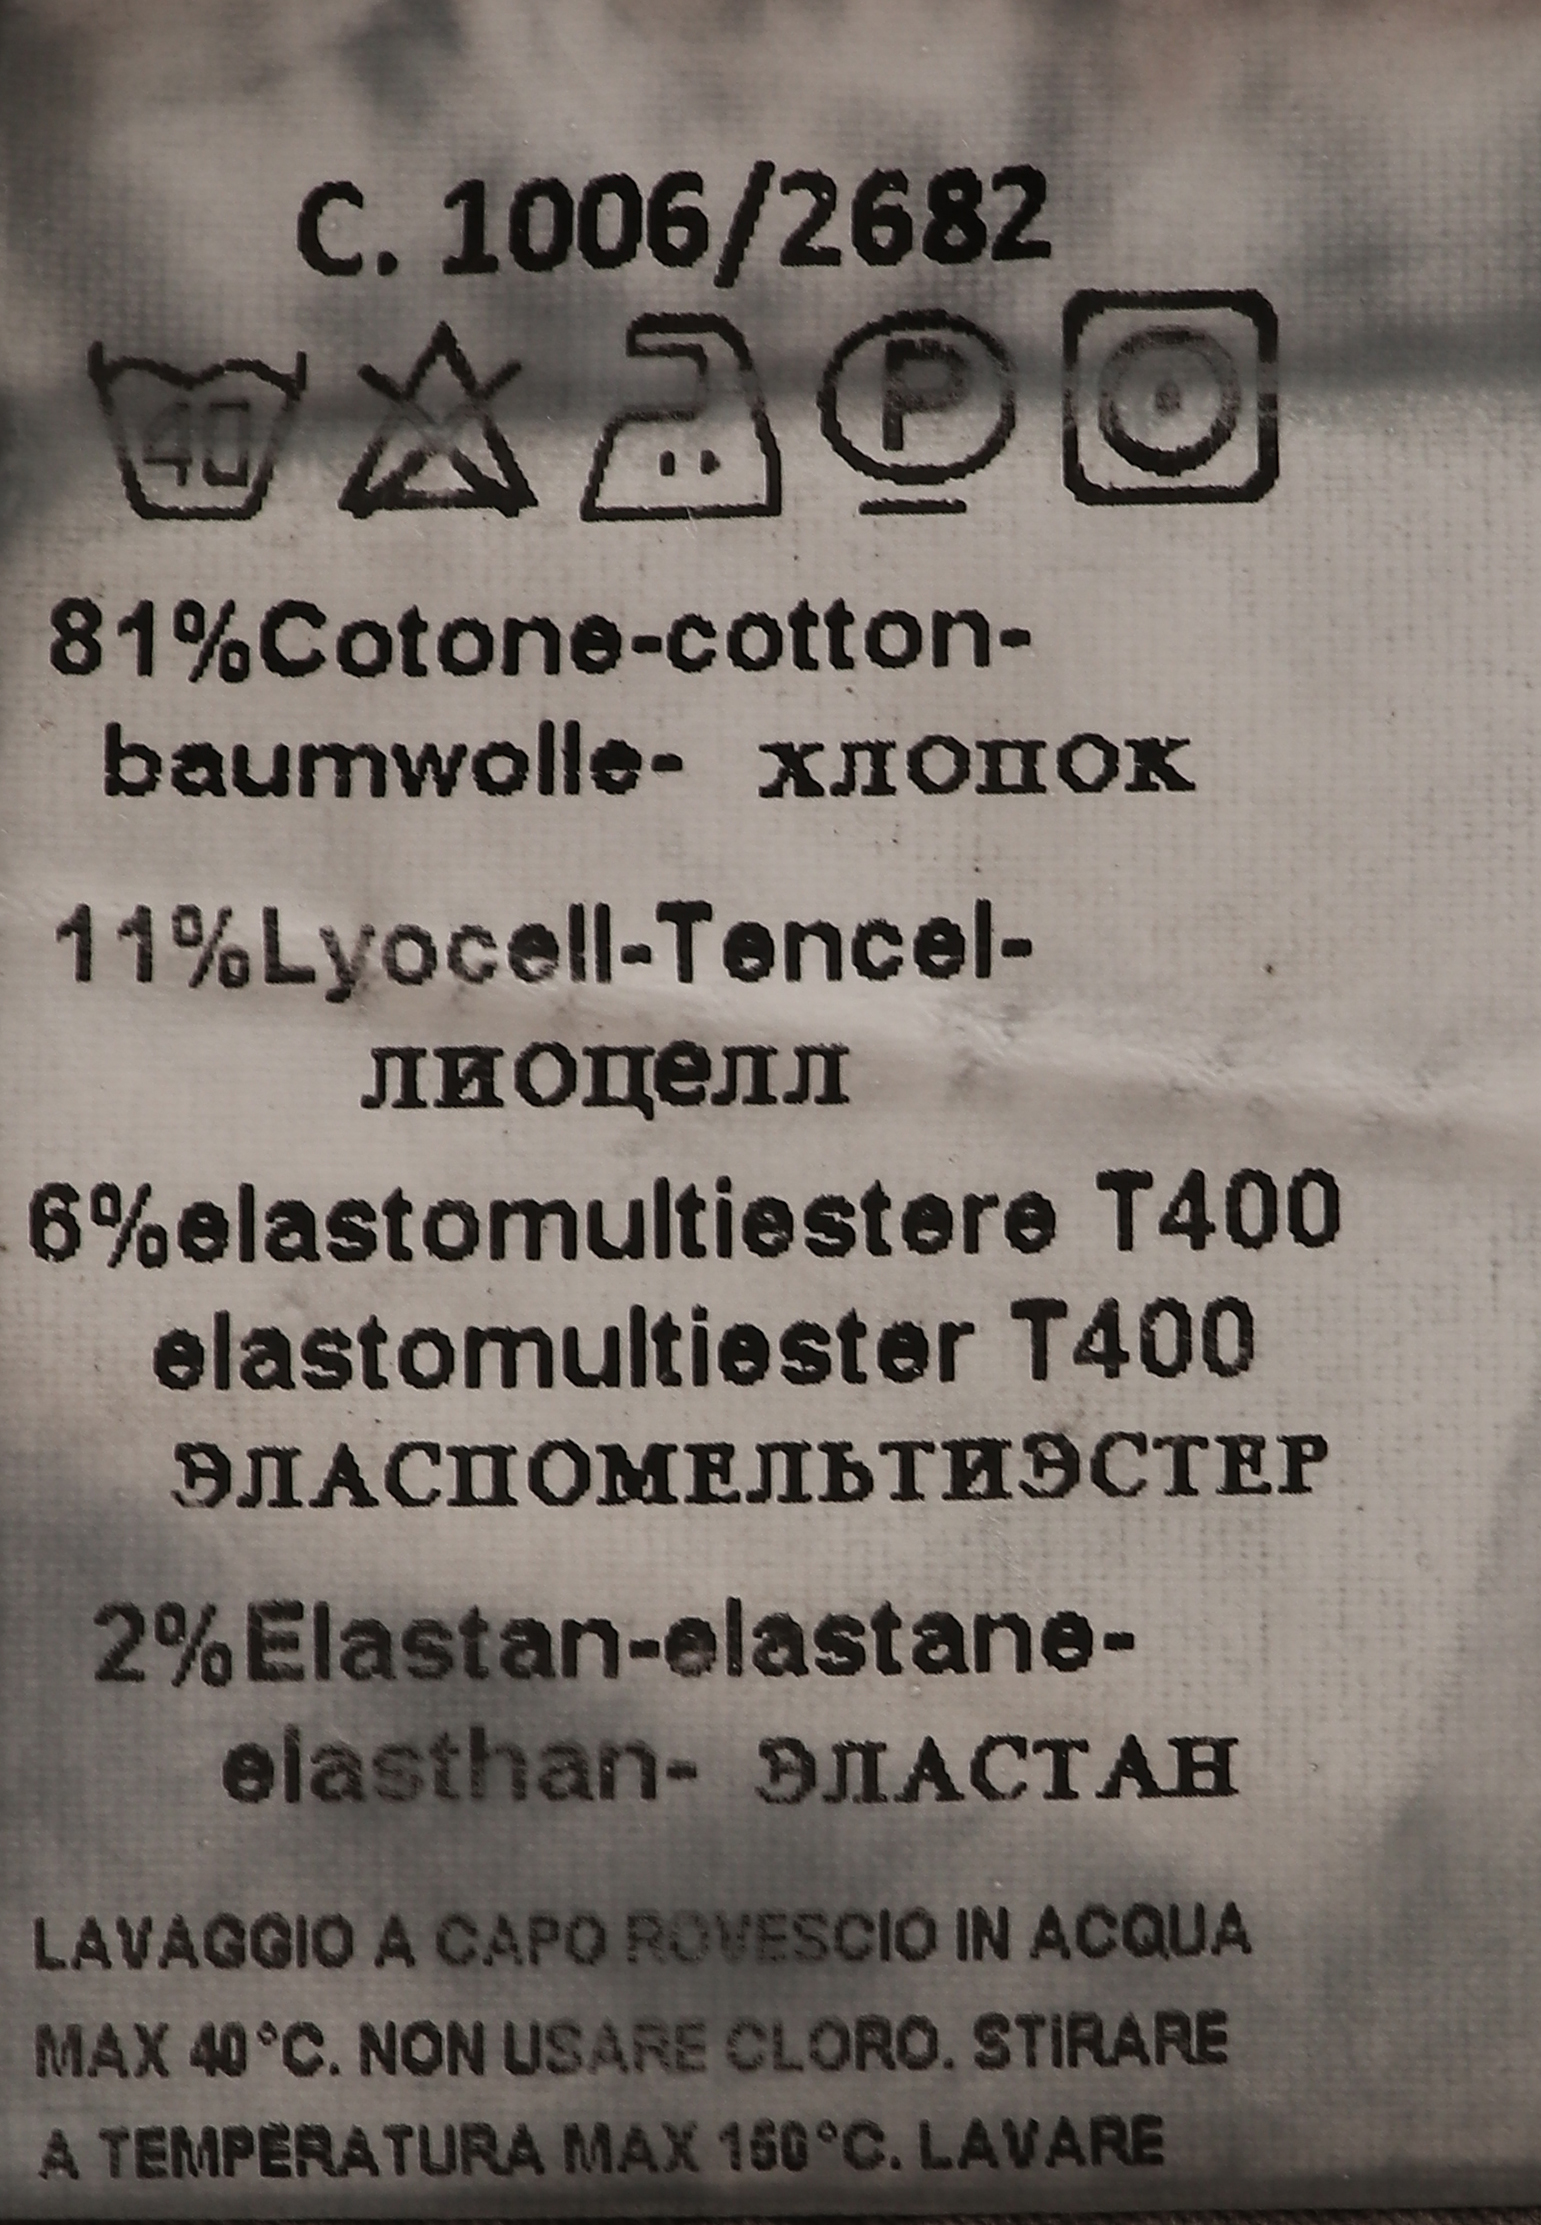 C. 1006/2682
40 P
81%Cotone-cotton-
baumwolle- хлопок
11%Lyocell-Tencel-
лиоцелл
6%elastomultiestere T400
elastomultiester T400
ЭЛАСПОМЕЛЬТИЭСТЕР
2%Elastan-elastane-
elasthan- ЭЛАСТАН
LAVAGGIO A CAPO ROVESCIO IN ACQUA
MAX 40°C. NON USARE CLORO. STIRARE
A TEMPERATURA MAX 150°C. LAVARE